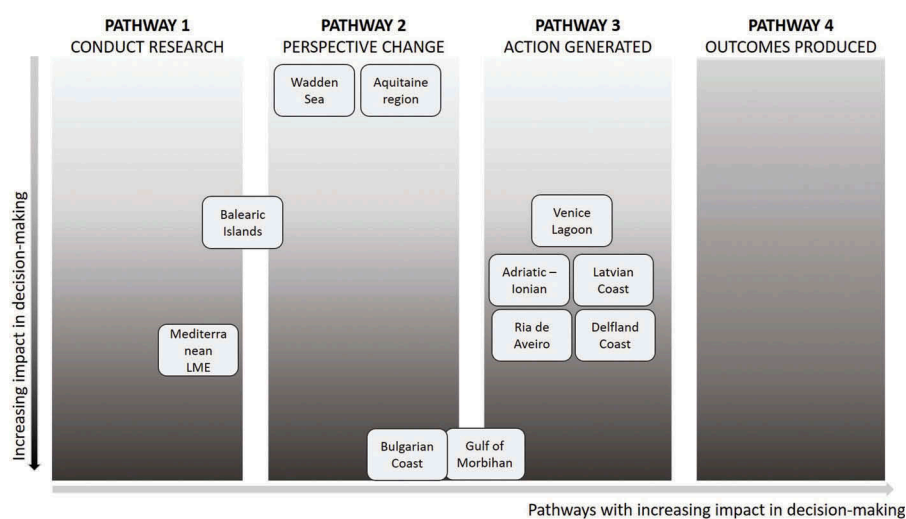 PATHWAY 1
CONDUCT RESEARCH
PATHWAY 2
PERSPECTIVE CHANGE
PATHWAY 3
ACTION GENERATED
PATHWAY 4
OUTCOMES PRODUCED
Increasing impact in decision-making
Wadden
Sea
Aquitaine
region
Balearic
Islands
Venice
Lagoon
Adriatic –
Ionian
Latvian
Coast
Mediterra
nean
LME
Ria de
Aveiro
Delfland
Coast
Bulgarian
Coast
Gulf of
Morbihan
Pathways with increasing impact in decision-making